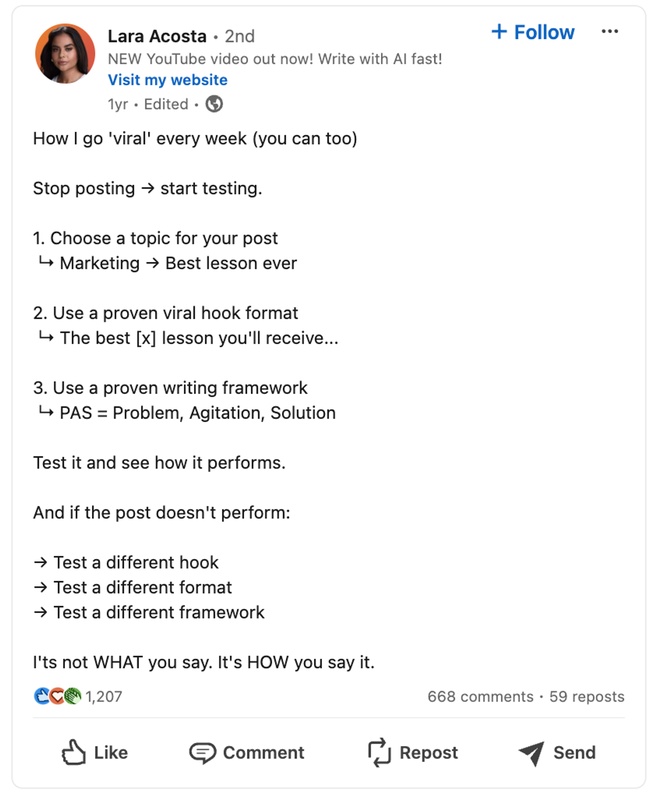 Lara Acosta • 2nd
+ Follow
...
NEW YouTube video out now! Write with AI fast!
Visit my website
1yr • Edited •
How I go 'viral' every week (you can too)
Stop posting → start testing.
1. Choose a topic for your post
↳ Marketing → Best lesson ever
2. Use a proven viral hook format
↳ The best [x] lesson you'll receive...
3. Use a proven writing framework
↳ PAS = Problem, Agitation, Solution
Test it and see how it performs.
And if the post doesn't perform:
→ Test a different hook
→ Test a different format
→ Test a different framework
I'ts not WHAT you say. It's HOW you say it.
1,207
668 comments • 59 reposts
Like
Comment
Repost
Send